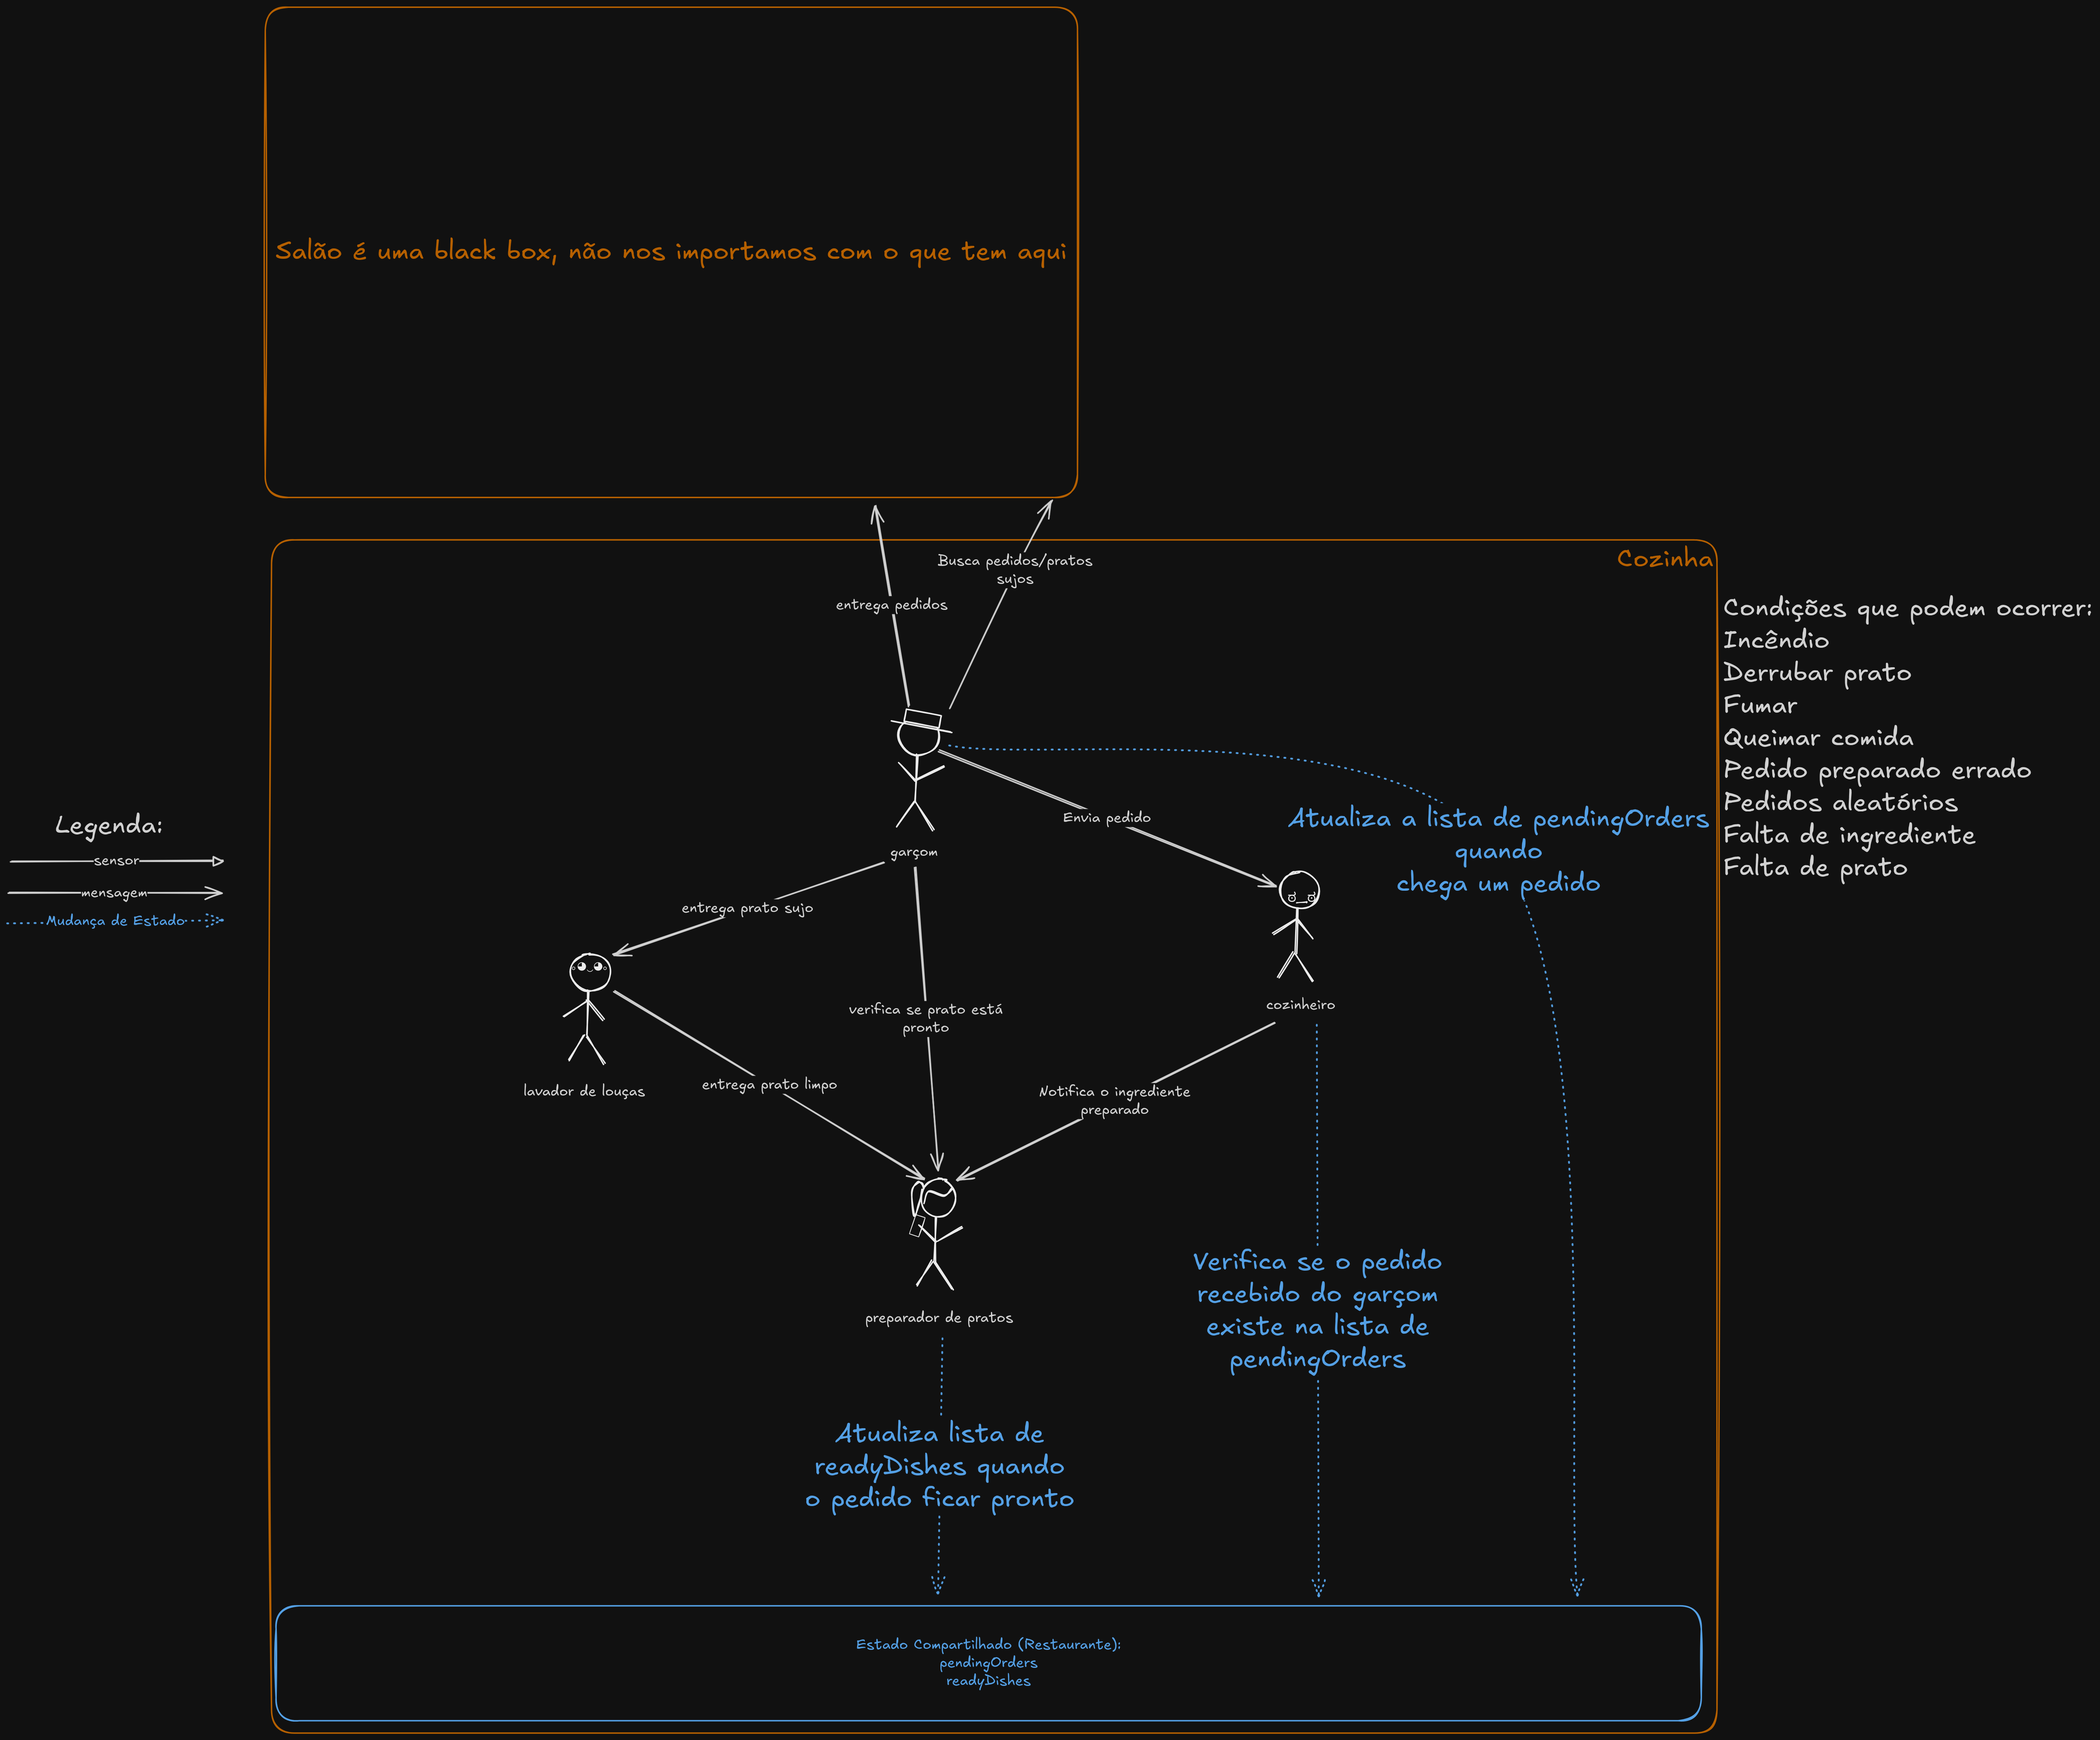 Salão é uma black box, não nos importamos com o que tem aqui
Cozinha
Busca pedidos/pratos
sujos
entrega pedidos
Condições que podem ocorrer:
Incêndio
Derrubar prato
Fumar
Queimar comida
Pedido preparado errado
Pedidos aleatórios
Falta de ingrediente
Falta de prato
Legenda:
sensor
mensagem
Mudança de Estado
garçom
Envia pedido
Atualiza a lista de pendingOrders
quando
chega um pedido
entrega prato sujo
verifica se prato está
pronto
cozinheiro
lavador de louças
entrega prato limpo
Notifica o ingrediente
preparado
preparador de pratos
Verifica se o pedido
recebido do garçom
existe na lista de
pendingOrders
Atualiza lista de
readyDishes quando
o pedido ficar pronto
Estado Compartilhado (Restaurante):
pendingOrders
readyDishes